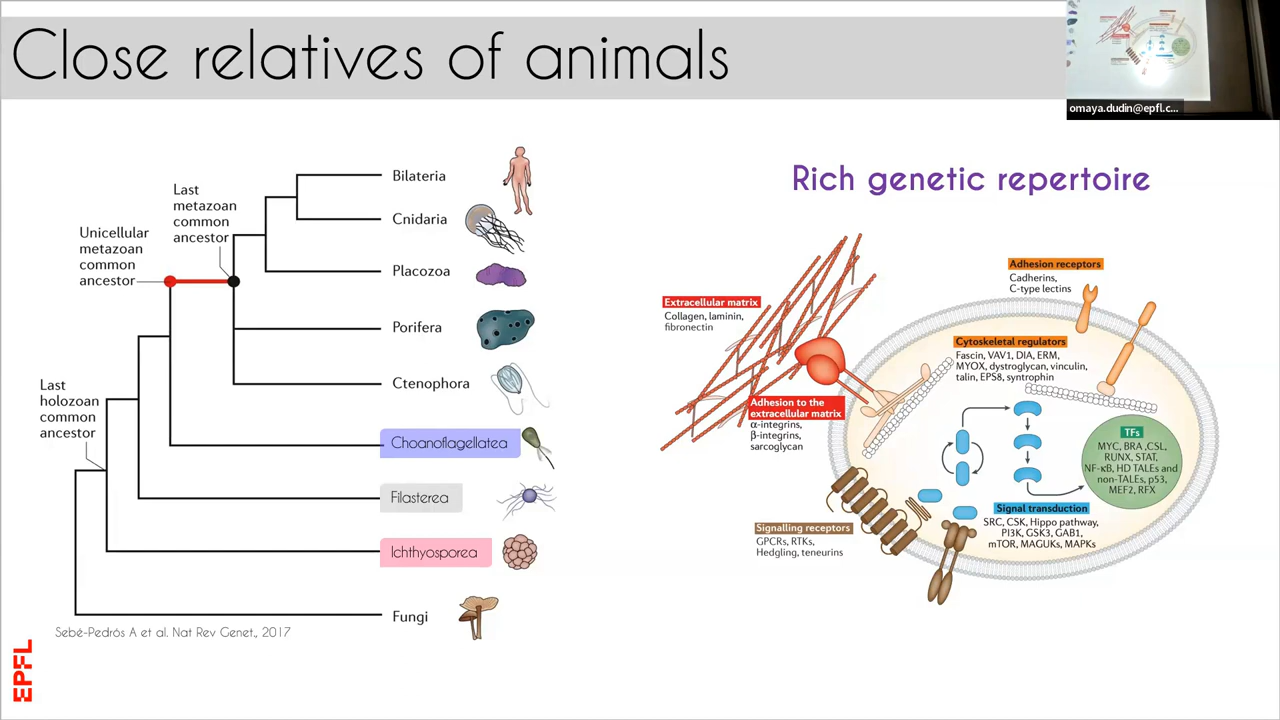 Close relatives of animals
omaya.dudin@epfl.c...
Last
metazoan
common
ancestor
Unicellular
metazoan
common
ancestor
Last
holozoan
common
ancestor
Bilateria
Cnidaria
Placozoa
Porifera
Ctenophora
Choanoflagellatea
Filasterea
Ichthyosporea
Fungi
Sebé-Pedrós A et al. Nat Rev Genet., 2017
EPFL
Rich genetic repertoire
Extracellular matrix
Collagen, laminin,
fibronectin
Adhesion receptors
Cadherins,
C-type lectins
Cytoskeletal regulators
Fascin, VAV1, DIA, ERM,
MYOX, dystroglycan, vinculin,
talin, EPS8, syntrophin
Adhesion to the
extracellular matrix
α-integrins,
β-integrins,
sarcoglycan
TFs
MYC, BRA ,CSL,
RUNX, STAT,
NF-κB, HD TALEs and
non-TALEs, p53,
MEF2, RFX
Signal transduction
SRC, CSK, Hippo pathway,
PI3K, GSK3, GAB1,
mTOR, MAGUKs, MAPKs
Signalling receptors
GPCRs, RTKs,
Hedgling, teneurins